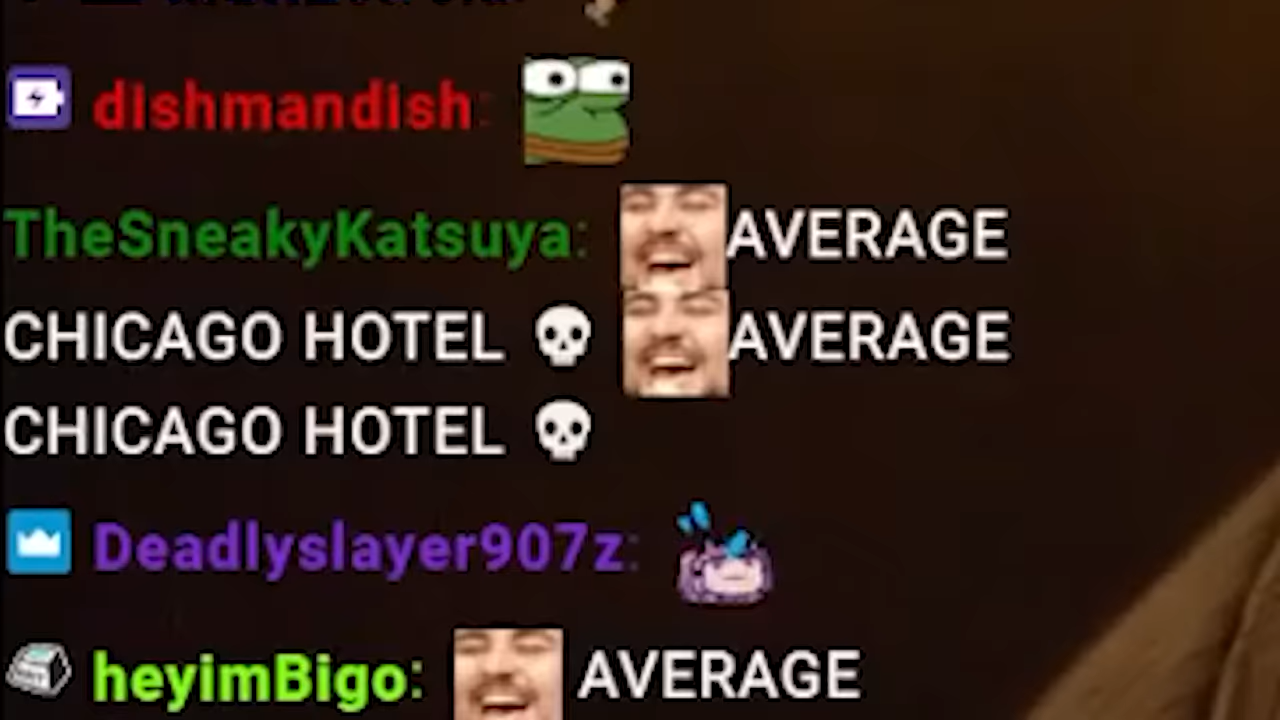 dishmandish:
TheSneakyKatsuya: AVERAGE
CHICAGO HOTEL 💀 AVERAGE
CHICAGO HOTEL 💀
Deadlyslayer907z:
heyimBigo: AVERAGE